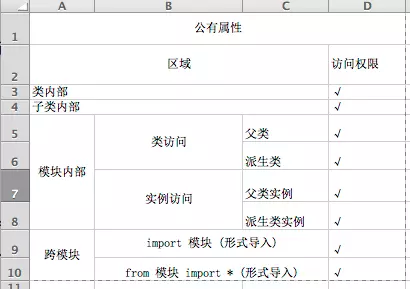 A B C D
1 公有属性
2 区域 访问权限
3 类内部 √
4 子类内部 √
5 模块内部 类访问 父类 √
6 派生类 √
7 实例访问 父类实例 √
8 派生类实例 √
9 跨模块 import 模块 (形式导入) √
10 from 模块 import * (形式导入) √
11